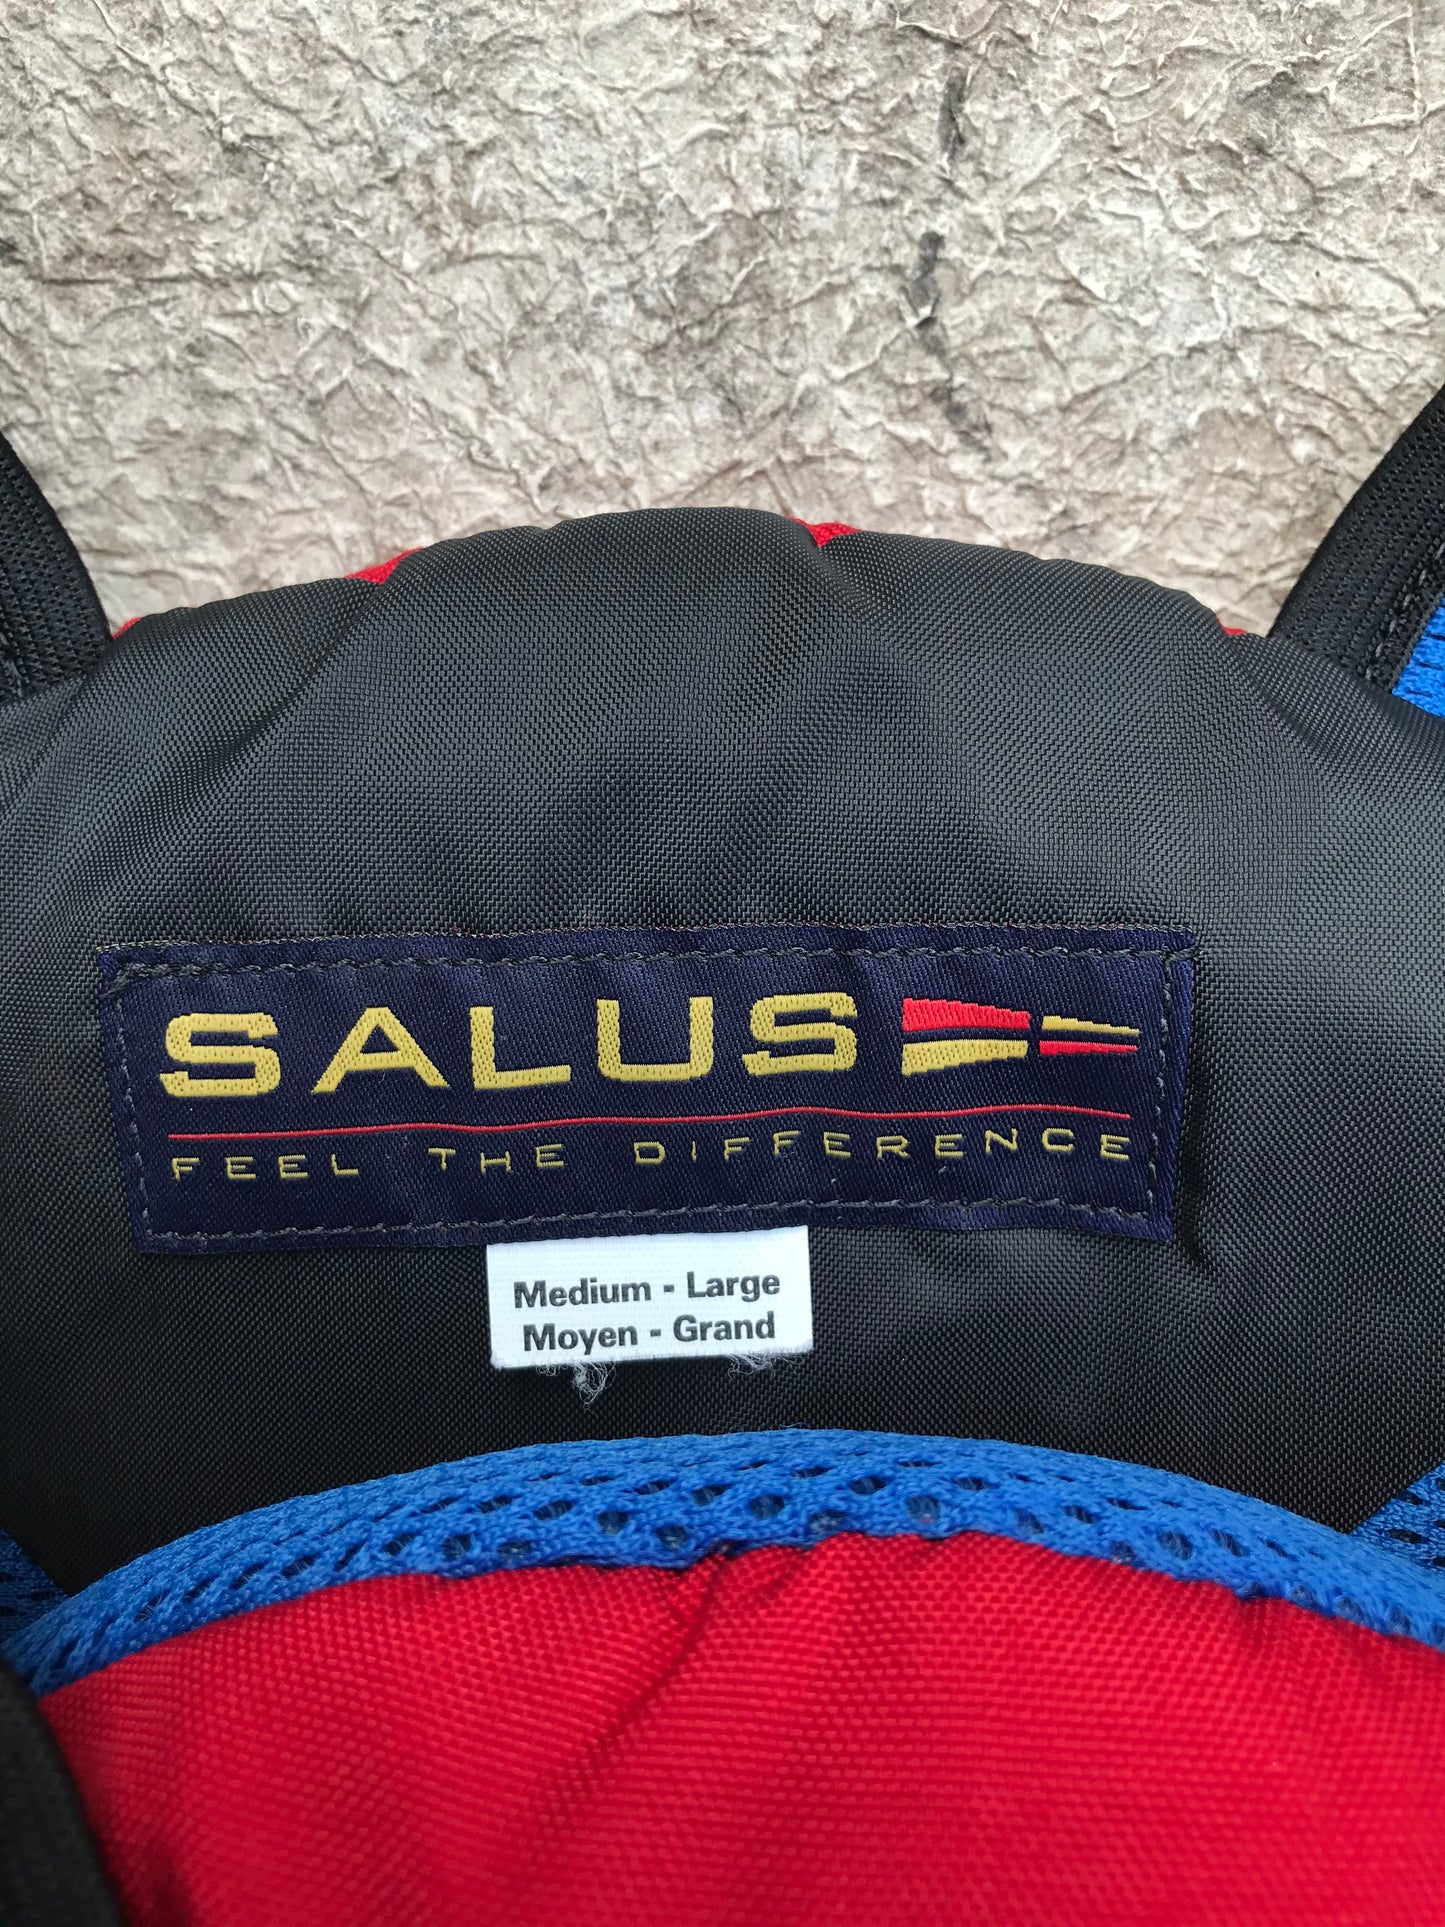 SALUS
FEEL THE DIFFERENCE
Medium - Large
Moyen - Grand